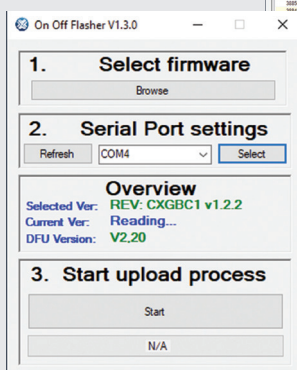 On Off Flasher V1.3.0
1. Select firmware
Browse
2. Serial Port settings
Refresh COM4 Select
Overview
Selected Ver: REV: CXGBC1 v1.2.2
Current Ver: Reading...
DFU Version: V2,20
3. Start upload process
Start
N/A